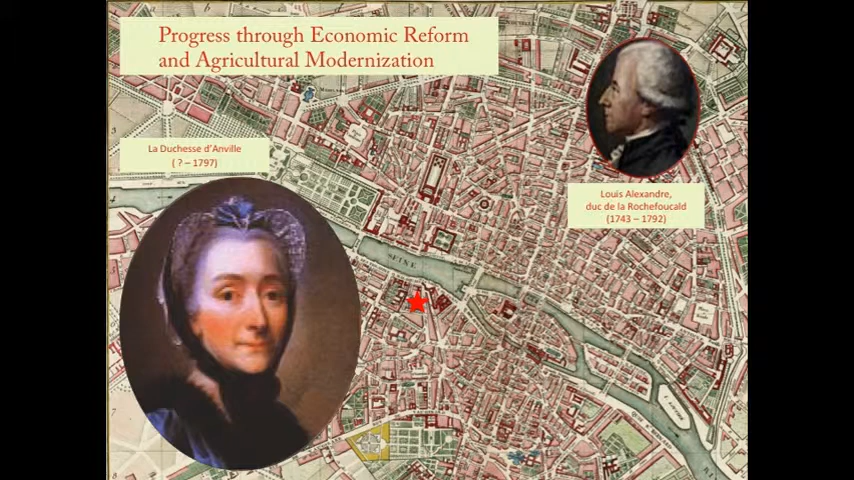 Progress through Economic Reform
and Agricultural Modernization
La Duchesse d'Anville
( ? – 1797)
Louis Alexandre,
duc de la Rochefoucald
(1743 – 1792)
SEINE